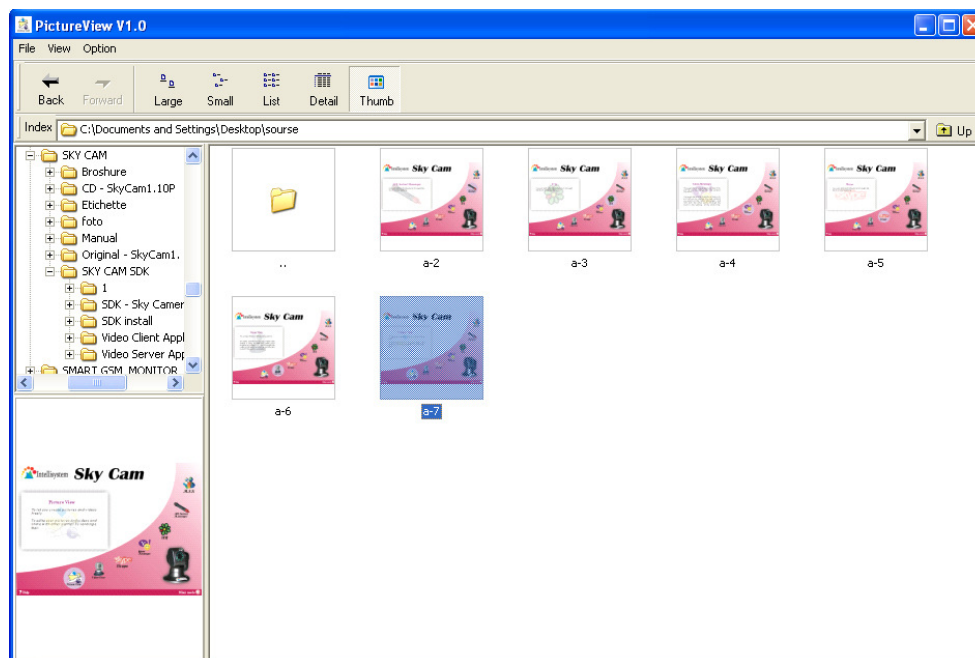 PictureView V1.0
File View Option
Back Forward Large Small List Detail Thumb
Index C:\Documents and Settings\Desktop\sourse Up
SKY CAM
Broshure
CD - SkyCam1.10P
Etichette
foto
Manual
Original - SkyCam1.
SKY CAM SDK
1
SDK - Sky Camer
SDK install
Video Client Appl
Video Server App
SMART GSM MONITOR
..
a-2
a-3
a-4
a-5
a-6
a-7
Sky Cam
Sky Cam
Sky Cam
Sky Cam
Sky Cam
Sky Cam
Intellisystem Sky Cam
Picture View